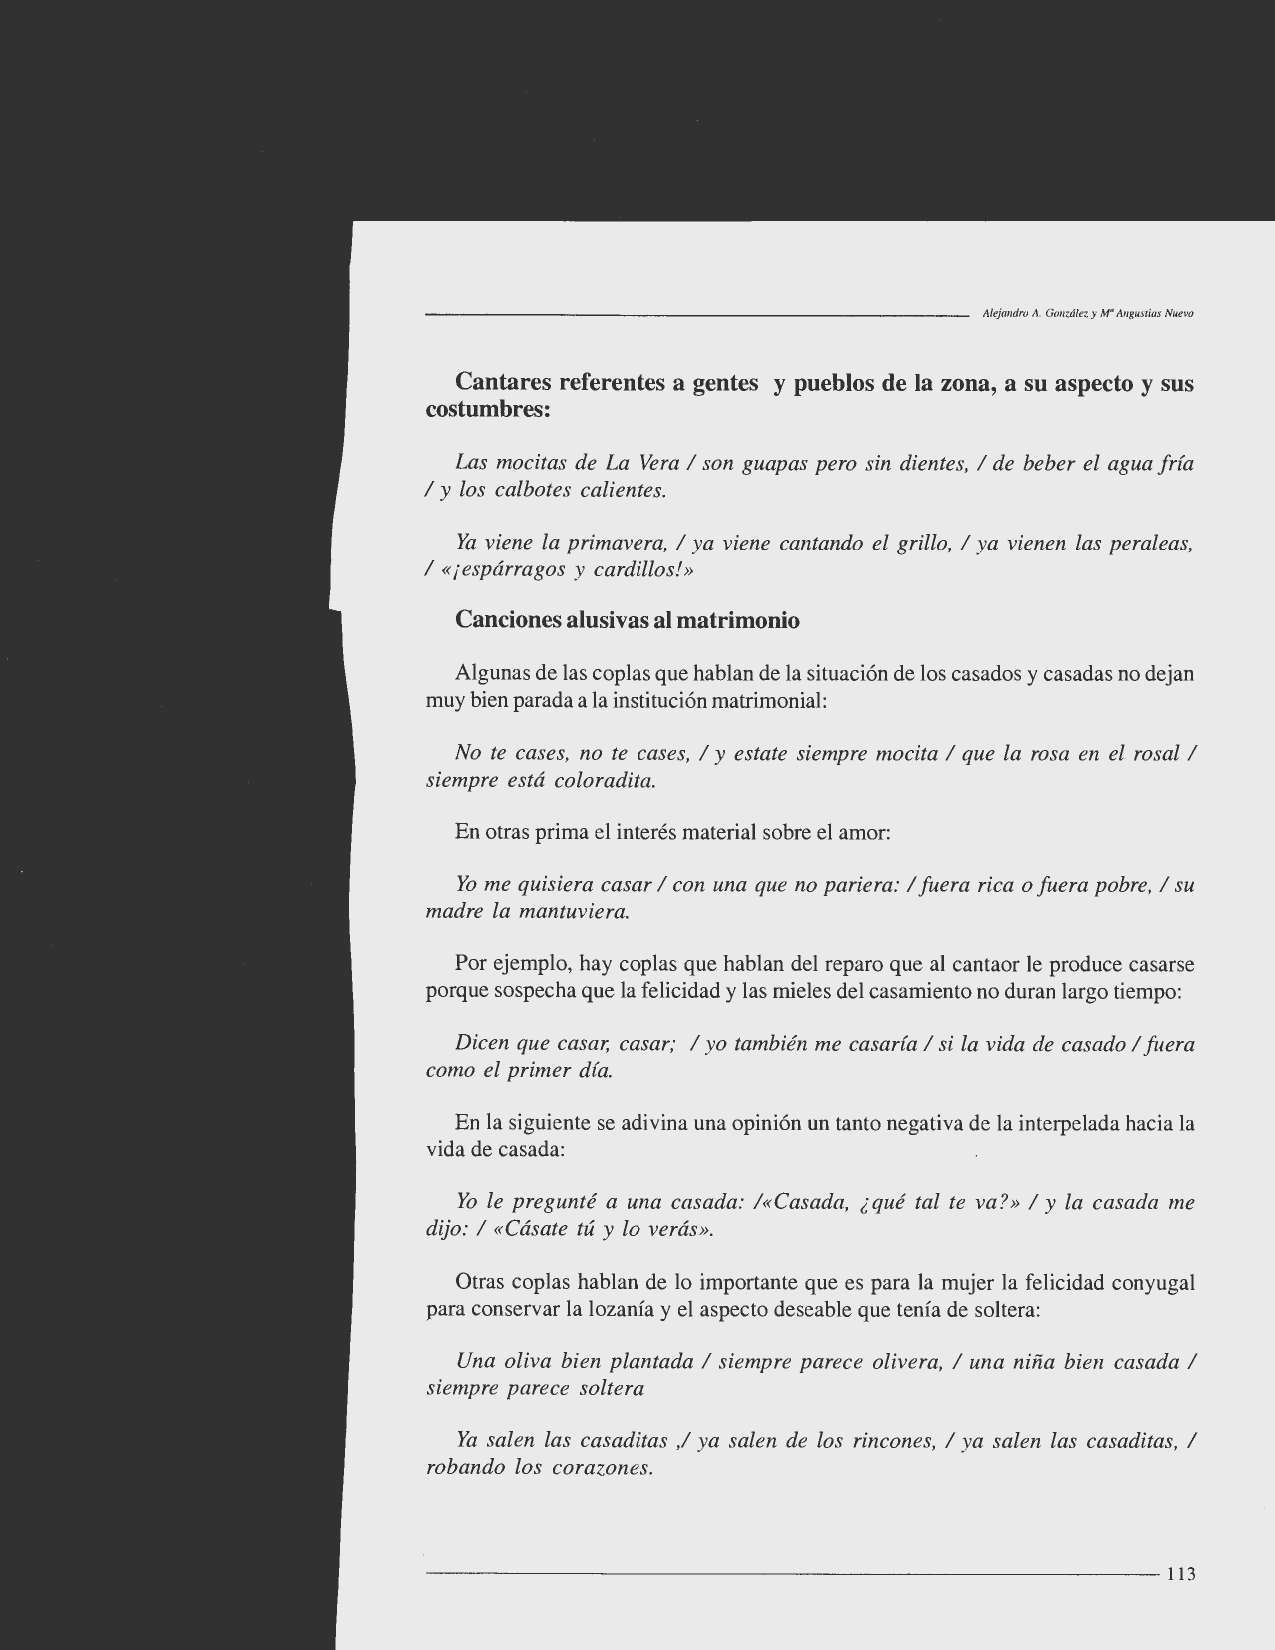 Alejandro A. González y Mª Angustias Nuevo
Cantares referentes a gentes y pueblos de la zona, a su aspecto y sus
costumbres:
Las mocitas de La Vera / son guapas pero sin dientes, / de beber el agua fría
/ y los calbotes calientes.
Ya viene la primavera, / ya viene cantando el grillo, / ya vienen las peraleas,
/ «¡espárragos y cardillos!»
Canciones alusivas al matrimonio
Algunas de las coplas que hablan de la situación de los casados y casadas no dejan
muy bien parada a la institución matrimonial:
No te cases, no te cases, / y estate siempre mocita / que la rosa en el rosal /
siempre está coloradita.
En otras prima el interés material sobre el amor:
Yo me quisiera casar / con una que no pariera: / fuera rica o fuera pobre, / su
madre la mantuviera.
Por ejemplo, hay coplas que hablan del reparo que al cantaor le produce casarse
porque sospecha que la felicidad y las mieles del casamiento no duran largo tiempo:
Dicen que casar, casar; / yo también me casaría / si la vida de casado / fuera
como el primer día.
En la siguiente se adivina una opinión un tanto negativa de la interpelada hacia la
vida de casada:
Yo le pregunté a una casada: /«Casada, ¿qué tal te va?» / y la casada me
dijo: / «Cásate tú y lo verás».
Otras coplas hablan de lo importante que es para la mujer la felicidad conyugal
para conservar la lozanía y el aspecto deseable que tenía de soltera:
Una oliva bien plantada / siempre parece olivera, / una niña bien casada /
siempre parece soltera
Ya salen las casaditas ,/ ya salen de los rincones, / ya salen las casaditas, /
robando los corazones.
113